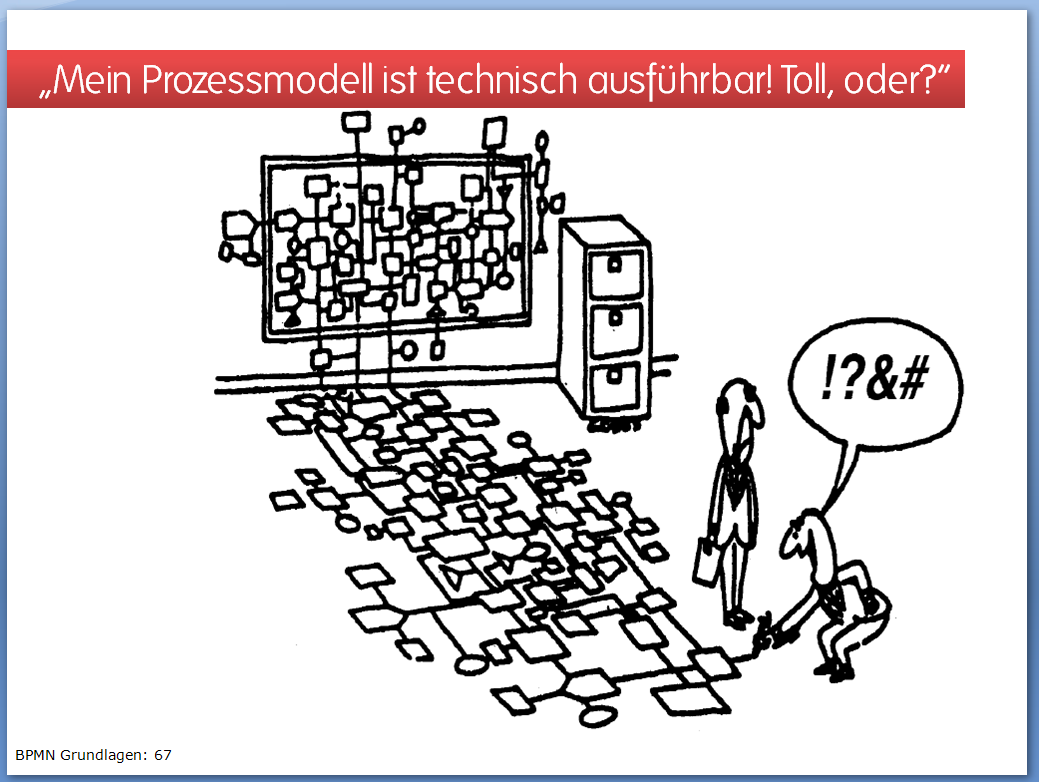 „Mein Prozessmodell ist technisch ausführbar! Toll, oder?“
!?&#
BPMN Grundlagen: 67